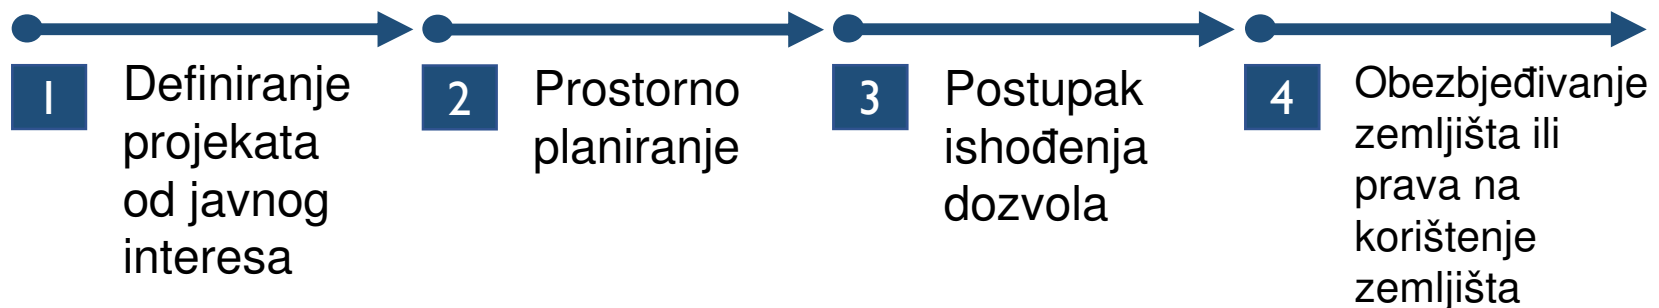 1
Definiranje
projekata
od javnog
interesa
2
Prostorno
planiranje
3
Postupak
ishođenja
dozvola
4
Obezbjeđivanje
zemljišta ili
prava na
korištenje
zemljišta